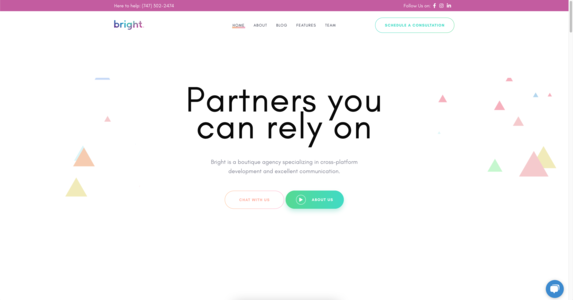 Here to help: (747) 502-2414
Follow Us on:
bright.
HOME
ABOUT
BLOG
FEATURES
TEAM
SCHEDULE A CONSULTATION
Partners you
can rely on
Bright is a boutique agency specializing in cross-platform
development and excellent communication.
CHAT WITH US
ABOUT US